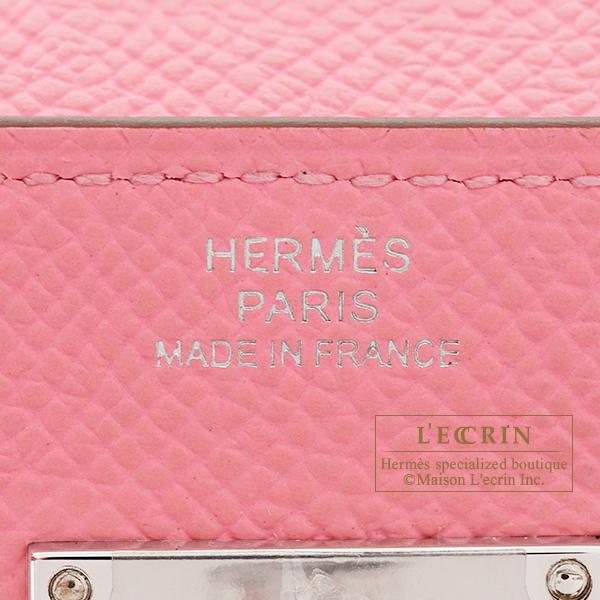 HERMÈS
PARIS
MADE IN FRANCE
L'ECRIN
Hermès specialized boutique
©Maison L'ecrin Inc.